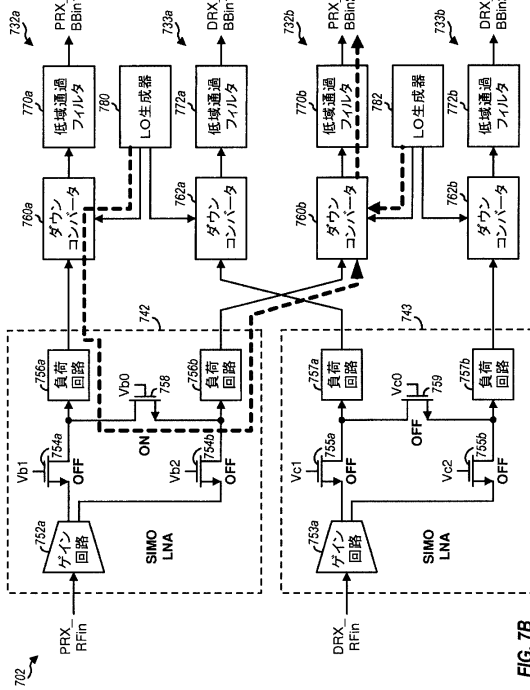 702
PRX_
RFin
752a
ゲイン
回路
SIMO
LNA
Vb1
754a
OFF
Vb2
754b
OFF
Vb0
758
ON
756a
負荷
回路
756b
負荷
回路
742
760a
ダウン
コンバータ
770a
低域通過
フィルタ
780
LO生成器
762a
ダウン
コンバータ
772a
低域通過
フィルタ
732a
PRX_
BBin
733a
DRX_
BBin
DRX_
RFin
753a
ゲイン
回路
SIMO
LNA
Vc1
755a
OFF
Vc2
755b
OFF
Vc0
759
OFF
757a
負荷
回路
757b
負荷
回路
743
760b
ダウン
コンバータ
770b
低域通過
フィルタ
782
LO生成器
762b
ダウン
コンバータ
772b
低域通過
フィルタ
732b
PRX_
BBin
733b
DRX_
BBin
FIG. 7B